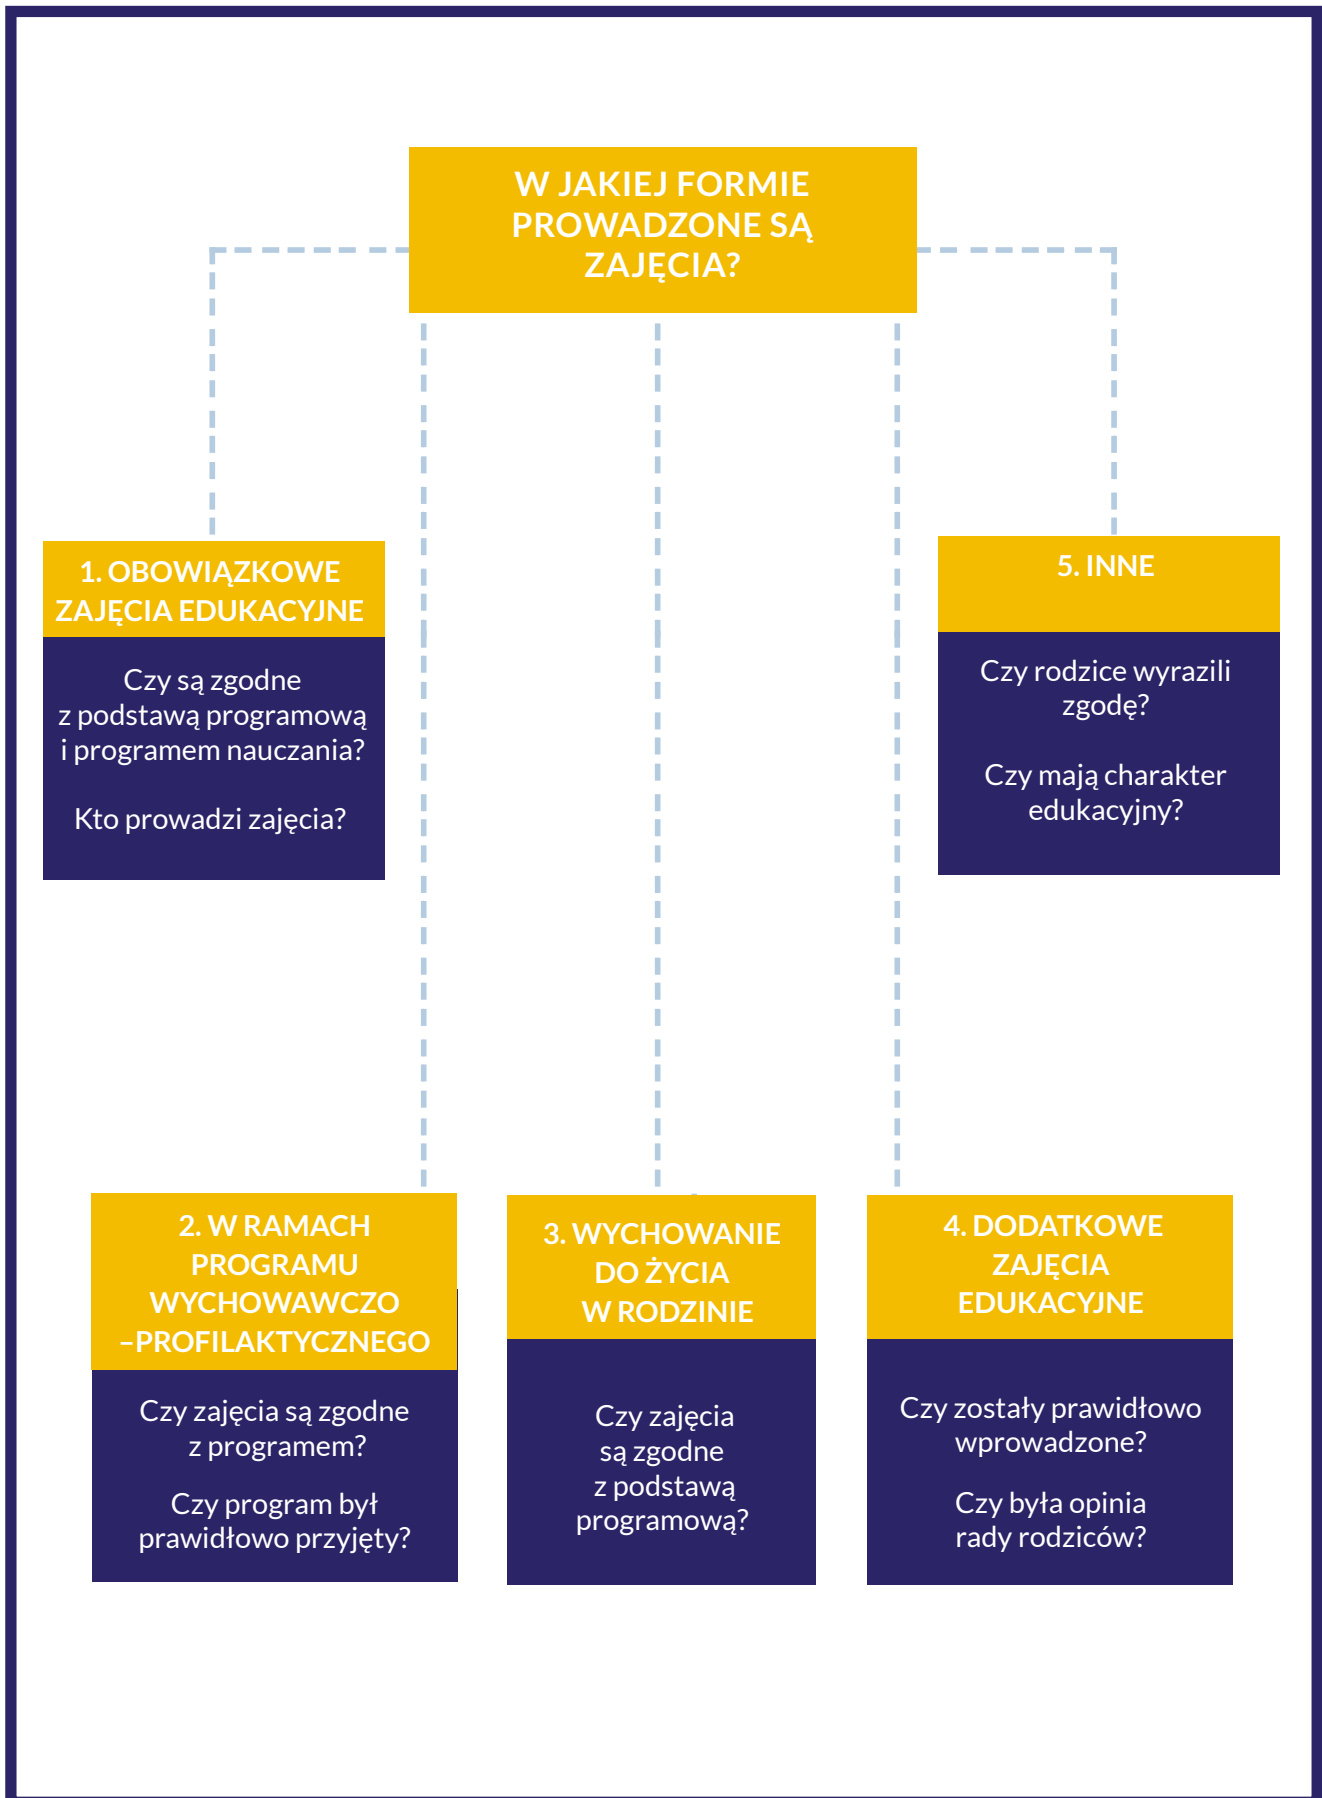 W JAKIEJ FORMIE
PROWADZONE SĄ
ZAJĘCIA?
1. OBOWIĄZKOWE
ZAJĘCIA EDUKACYJNE
Czy są zgodne
z podstawą programową
i programem nauczania?
Kto prowadzi zajęcia?
5. INNE
Czy rodzice wyrazili
zgodę?
Czy mają charakter
edukacyjny?
2. W RAMACH
PROGRAMU
WYCHOWAWCZO
–PROFILAKTYCZNEGO
Czy zajęcia są zgodne
z programem?
Czy program był
prawidłowo przyjęty?
3. WYCHOWANIE
DO ŻYCIA
W RODZINIE
Czy zajęcia
są zgodne
z podstawą
programową?
4. DODATKOWE
ZAJĘCIA
EDUKACYJNE
Czy zostały prawidłowo
wprowadzone?
Czy była opinia
rady rodziców?